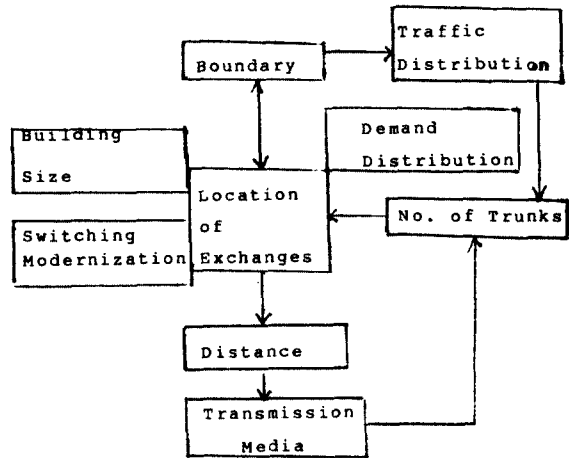 Traffic
Distribution
Boundary
Building
Size
Demand
Distribution
Location
of
Exchanges
No. of Trunks
Switching
Modernization
Distance
Transmission
Media